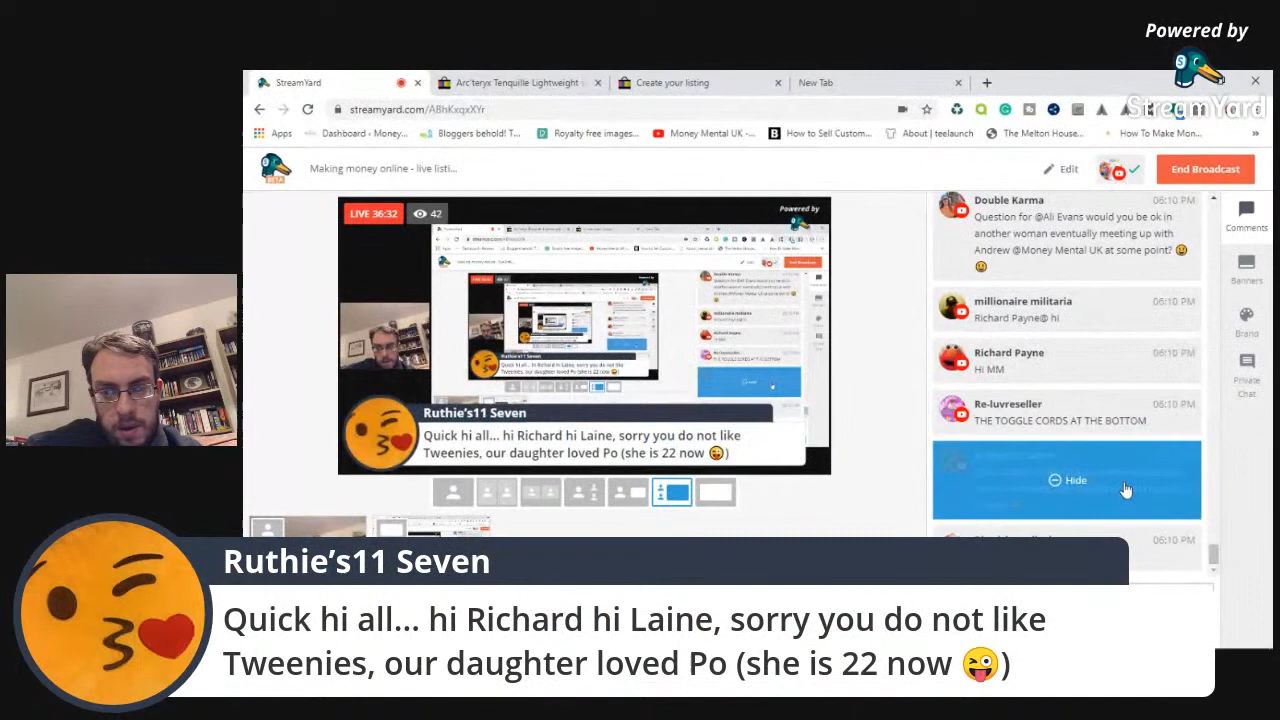 Powered by
StreamYard
StreamYard
Arc'teryx Tenquille Lightweight
Create your listing
New Tab
streamyard.com/
Apps
Dashboard - Money...
Bloggers behold! T...
Royalty free images...
Money Mental UK -...
How to Sell Custom...
About | teelaunch
The Melton House...
How To Make Mon...
BETA
Making money online - live listi...
Edit
End Broadcast
LIVE 36:32
42
Powered by
Ruthie's11 Seven
Quick hi all... hi Richard hi Laine, sorry you do not like
Tweenies, our daughter loved Po (she is 22 now 😜)
Double Karma
06:10 PM
Question for @Ali Evans would you be ok in
another woman eventually meeting up with
Andrew @Money Mental UK at some point? 😃
😃
millionaire militaria
06:10 PM
Richard Payne@ hi
Richard Payne
06:10 PM
Hi MM
Re-luvreseller
06:10 PM
THE TOGGLE CORDS AT THE BOTTOM
Hide
06:10 PM
Comments
Banners
Brand
Private
Chat
Ruthie's11 Seven
Quick hi all... hi Richard hi Laine, sorry you do not like
Tweenies, our daughter loved Po (she is 22 now 😜)